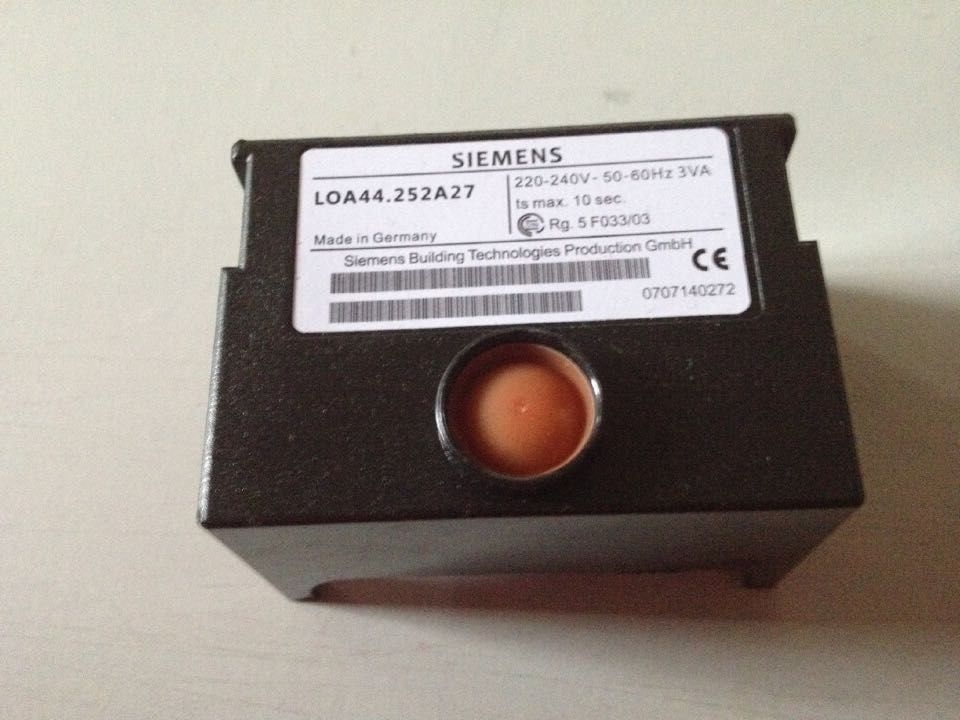 SIEMENS
LOA44.252A27
220-240V~ 50-60Hz 3VA
ts max. 10 sec.
Rg. 5 F033/03
Made in Germany
Siemens Building Technologies Production GmbH
CE
0707140272